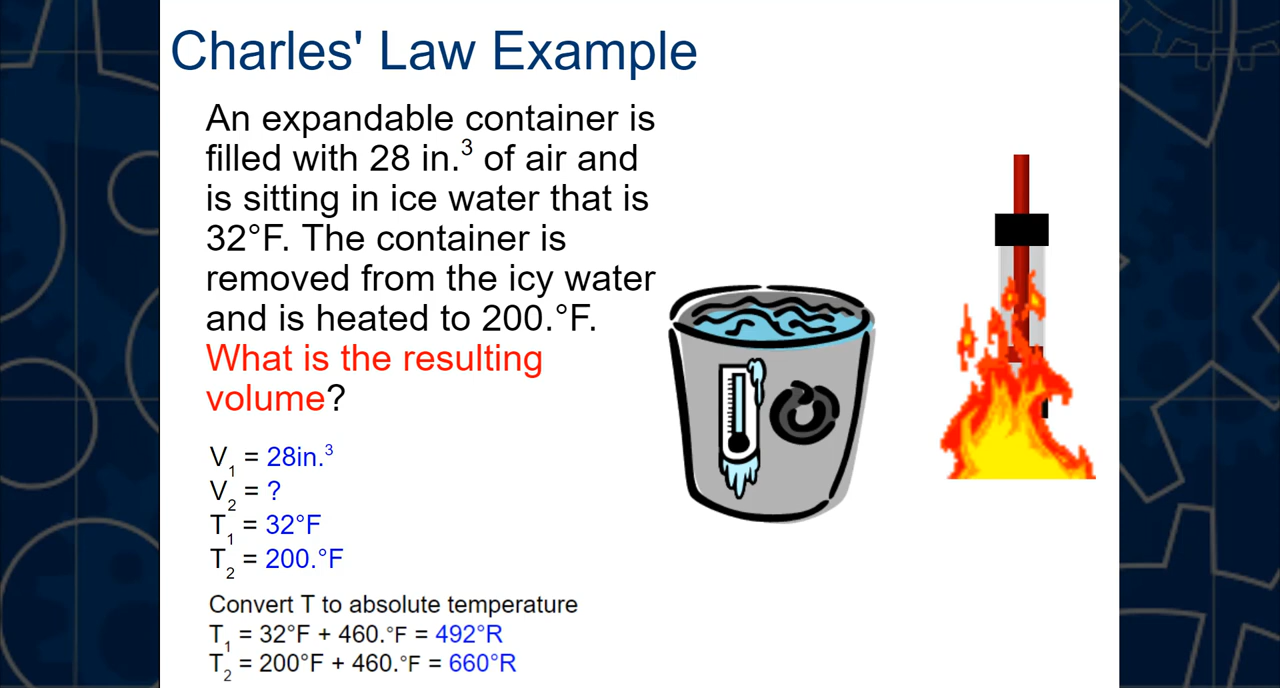 Charles' Law Example
An expandable container is
filled with 28 in.³ of air and
is sitting in ice water that is
32°F. The container is
removed from the icy water
and is heated to 200.°F.
What is the resulting
volume?
V₁ = 28in.³
V₂ = ?
T₁ = 32°F
T₂ = 200.°F
Convert T to absolute temperature
T₁ = 32°F + 460.°F = 492°R
T₂ = 200°F + 460.°F = 660°R